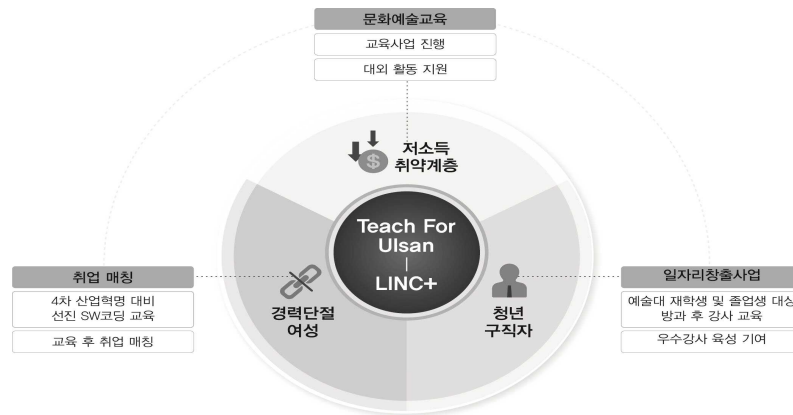 문화예술교육
교육사업 진행
대외 활동 지원
저소득
취약계층
Teach For
Ulsan
LINC+
취업 매칭
4차 산업혁명 대비
선진 SW코딩 교육
교육 후 취업 매칭
경력단절
여성
청년
구직자
일자리창출사업
예술대 재학생 및 졸업생 대상
방과 후 강사 교육
우수강사 육성 기여